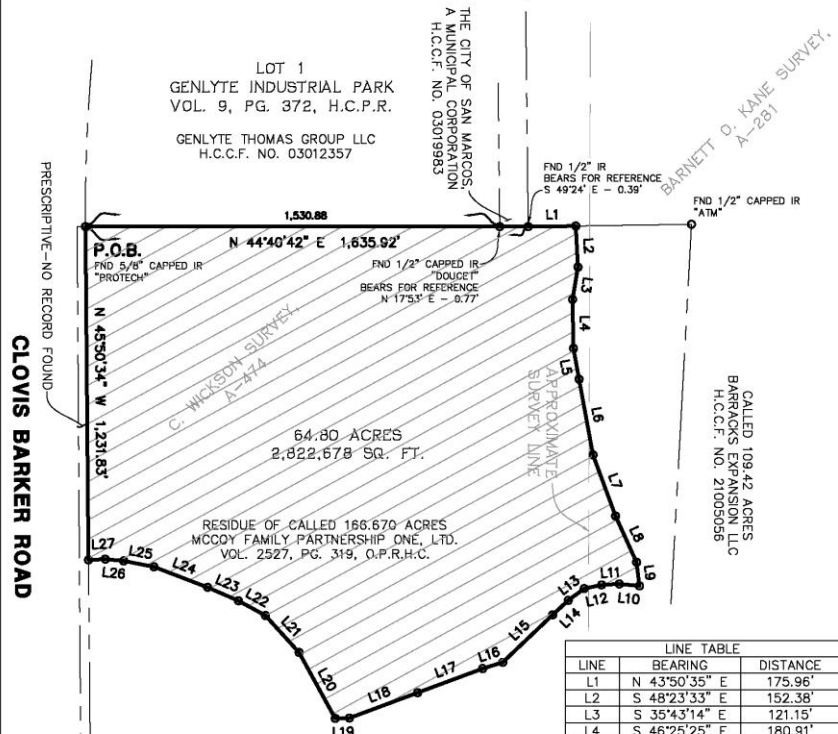 LOT 1
GENLYTE INDUSTRIAL PARK
VOL. 9, PG. 372, H.C.P.R.
GENLYTE THOMAS GROUP LLC
H.C.C.F. NO. 03012357
THE CITY OF SAN MARCOS,
A MUNICIPAL CORPORATION
H.C.C.F. NO. 03019983
BARNETT O. KANE SURVEY,
A-281
FND 1/2" IR
BEARS FOR REFERENCE
S 49°24' E - 0.39'
FND 1/2" CAPPED IR
"ATM"
PRESCRIPTIVE-NO RECORD FOUND
1,530.88
L1
P.O.B.
FND 5/8" CAPPED IR
"PROTECH"
N 44°40'42" E 1,635.92'
FND 1/2" CAPPED IR
"DOUCET"
BEARS FOR REFERENCE
N 17°53' E - 0.77'
L2
L3
L4
L5
L6
L7
L8
L9
N 45°50'34" W 1,231.83'
CLOVIS BARKER ROAD
C. WICKSON SURVEY,
A-474
APPROXIMATE
SURVEY LINE
CALLED 109.42 ACRES
BARRACKS EXPANSION LLC
H.C.C.F. NO. 21005056
64.80 ACRES
2,822,678 SQ. FT.
RESIDUE OF CALLED 166.670 ACRES
MCCOY FAMILY PARTNERSHIP ONE, LTD.
VOL. 2527, PG. 319, O.P.R.H.C.
L27
L26
L25
L24
L23
L22
L21
L20
L19
L18
L17
L16
L15
L14
L13
L12
L11
L10
LINE TABLE
LINE BEARING DISTANCE
L1 N 43°50'35" E 175.96'
L2 S 48°23'33" E 152.38'
L3 S 35°43'14" E 121.15'
L4 S 46°25'25" E 180.91'